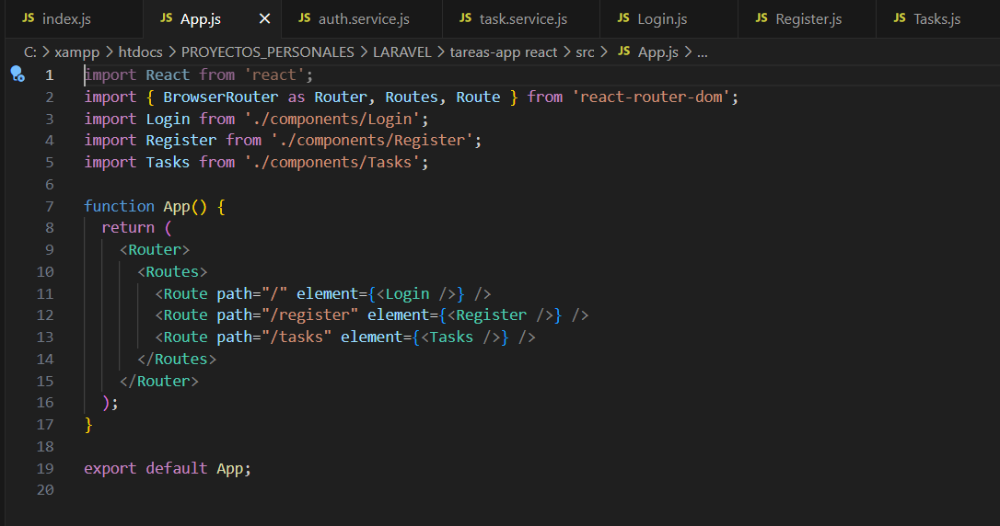 JS index.js JS App.js × JS auth.service.js JS task.service.js JS Login.js JS Register.js JS Tasks.js
C: > xampp > htdocs > PROYECTOS_PERSONALES > LARAVEL > tareas-app react > src > JS App.js > ...
1 import React from 'react';
2 import { BrowserRouter as Router, Routes, Route } from 'react-router-dom';
3 import Login from './components/Login';
4 import Register from './components/Register';
5 import Tasks from './components/Tasks';
6
7 function App() {
8 return (
9 <Router>
10 <Routes>
11 <Route path="/" element={<Login />} />
12 <Route path="/register" element={<Register />} />
13 <Route path="/tasks" element={<Tasks />} />
14 </Routes>
15 </Router>
16 );
17 }
18
19 export default App;
20